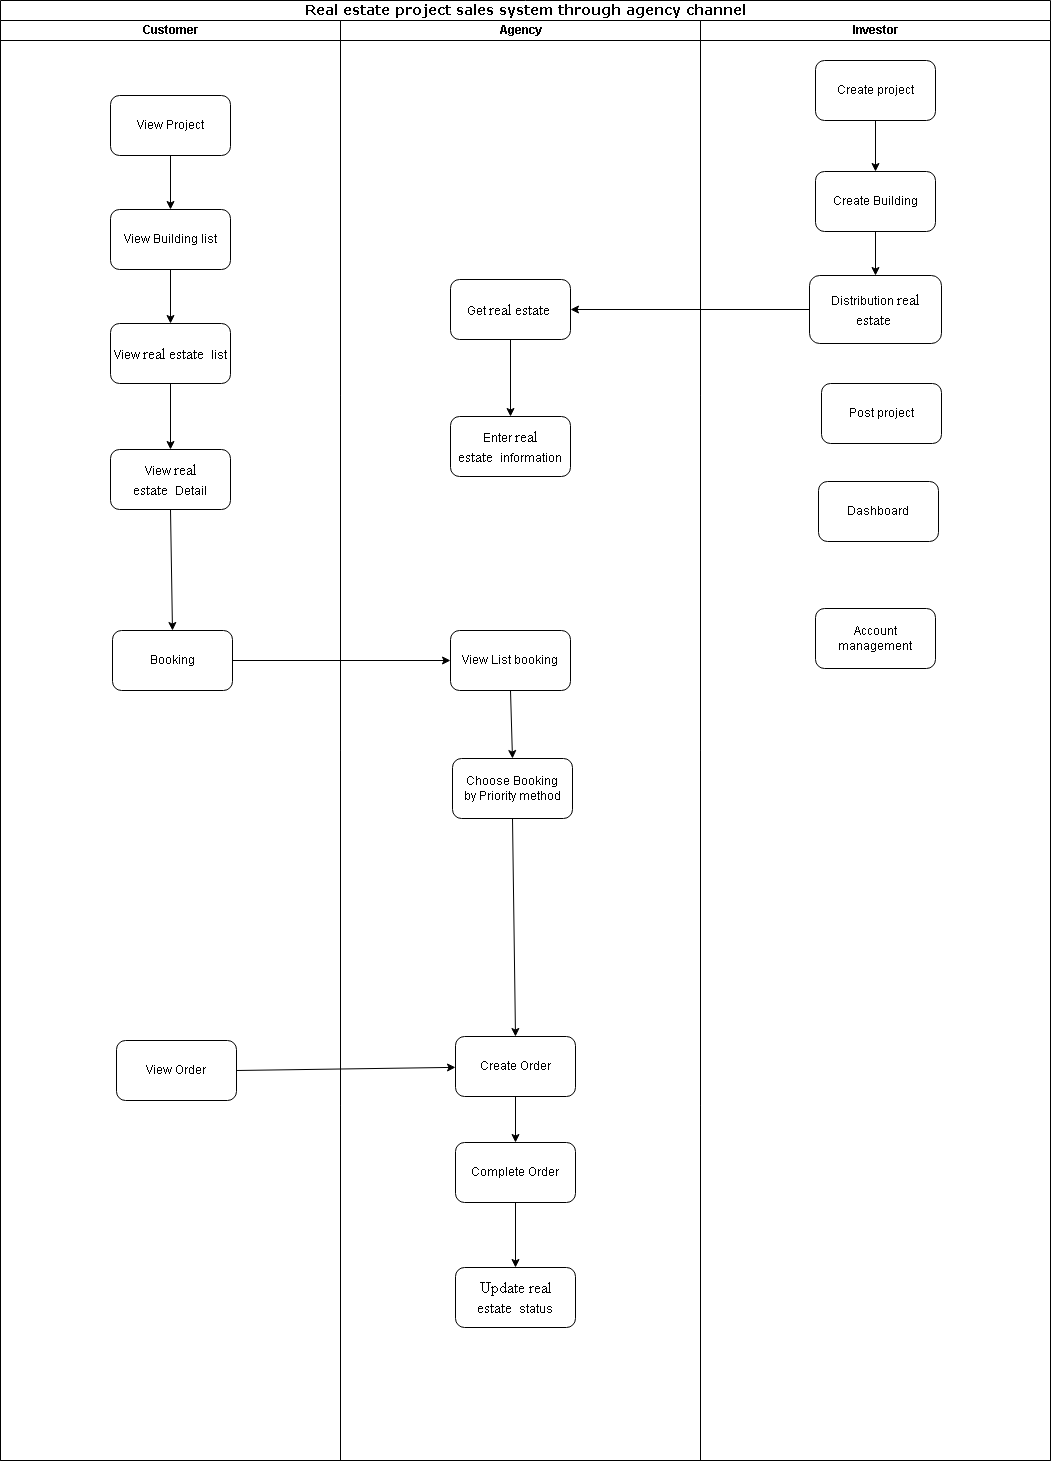 Real estate project sales system through agency channel
Customer
Agency
Investor
View Project
View Building list
View real estate list
View real
estate Detail
Booking
View Order
Get real estate
Enter real
estate information
View List booking
Choose Booking
by Priority method
Create Order
Complete Order
Update real
estate status
Create project
Create Building
Distribution real
estate
Post project
Dashboard
Account
management